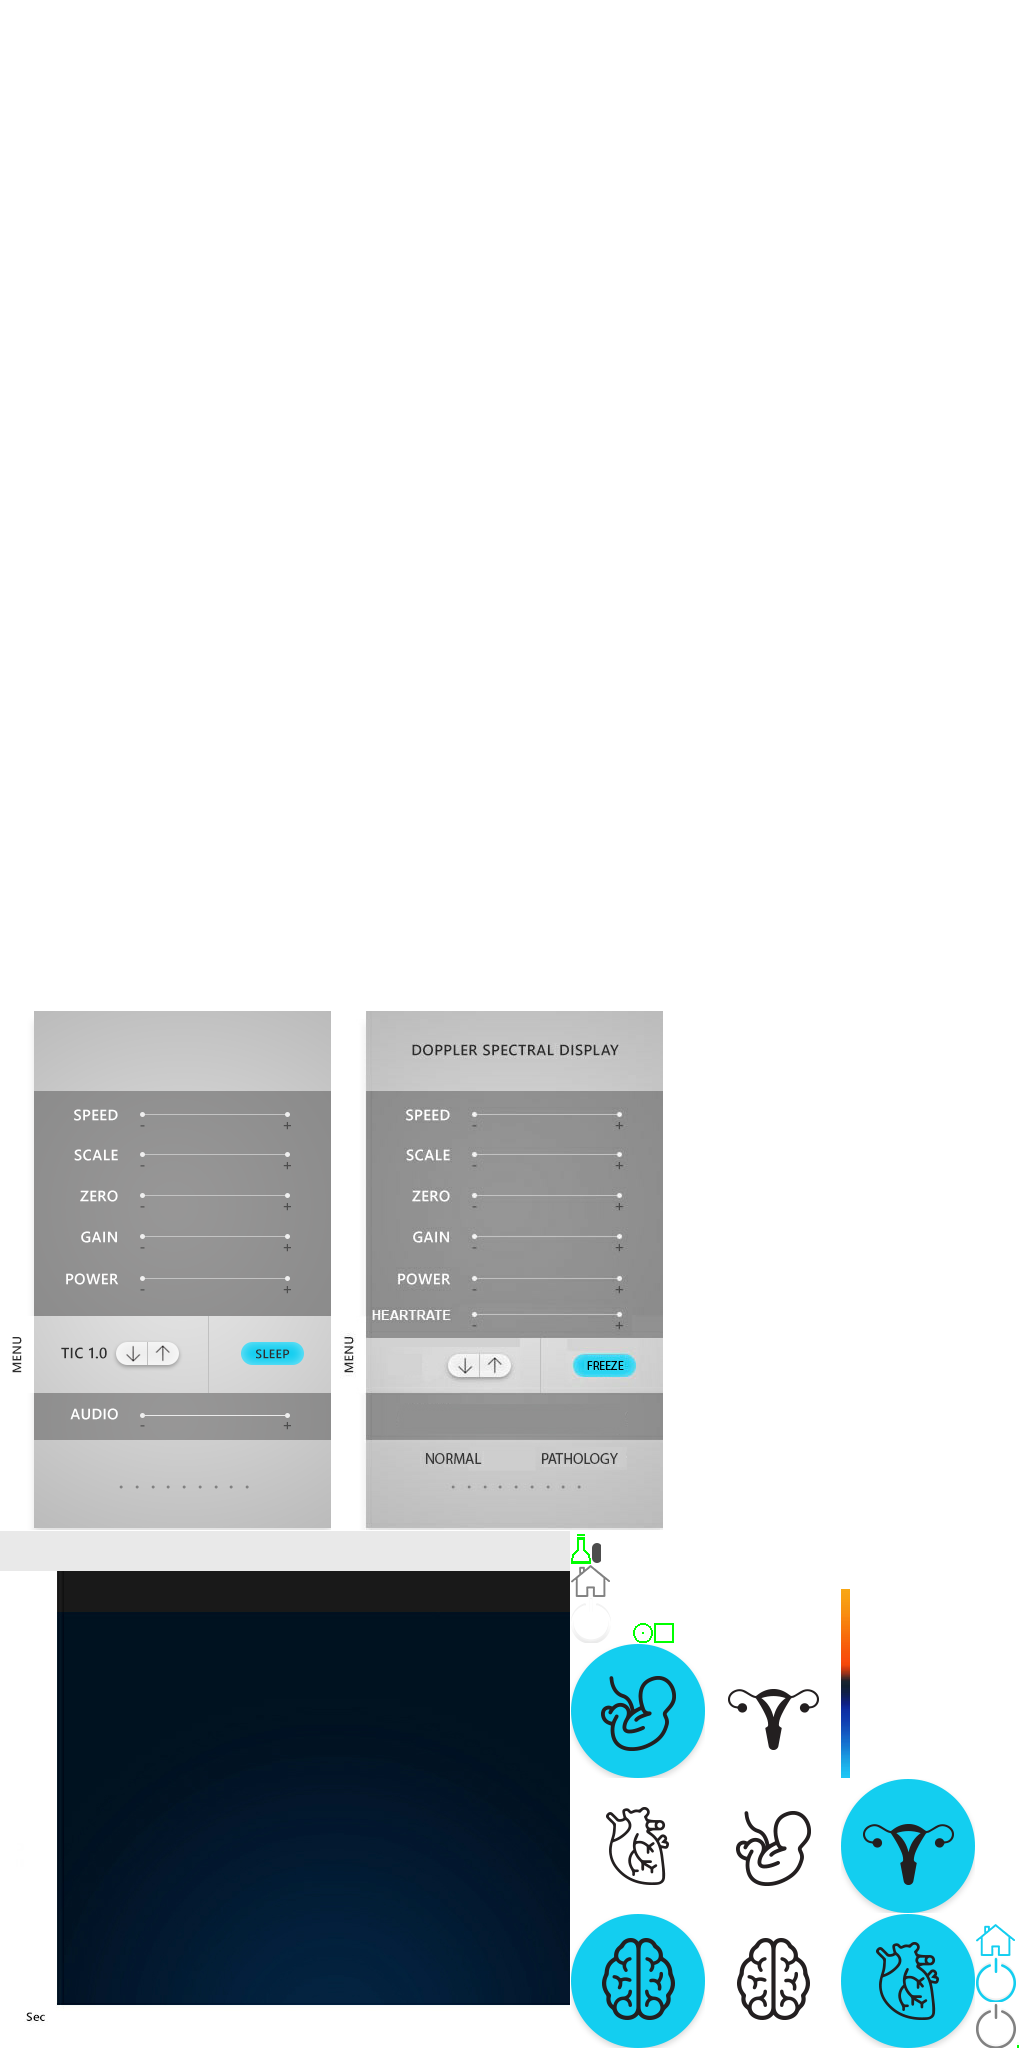 SPEED
- +
SCALE
- +
ZERO
- +
GAIN
- +
POWER
- +
MENU
TIC 1.0
SLEEP
AUDIO
- +
DOPPLER SPECTRAL DISPLAY
SPEED
- +
SCALE
- +
ZERO
- +
GAIN
- +
POWER
- +
HEARTRATE
- +
MENU
FREEZE
NORMAL PATHOLOGY
Sec